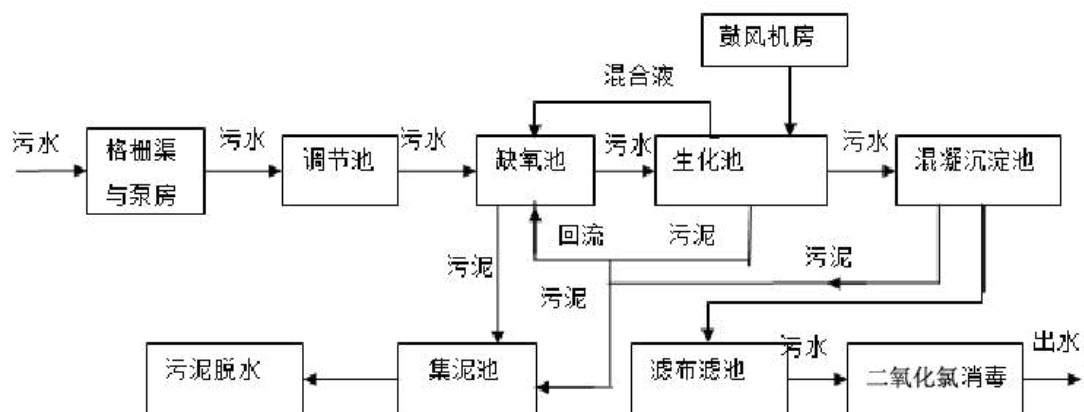 鼓风机房
混合液
污水
格栅渠
与泵房
污水
调节池
污水
缺氧池
污水
生化池
污水
混凝沉淀池
回流
污泥
污泥
污泥
污泥
污泥脱水
集泥池
滤布滤池
污水
二氧化氯消毒
出水